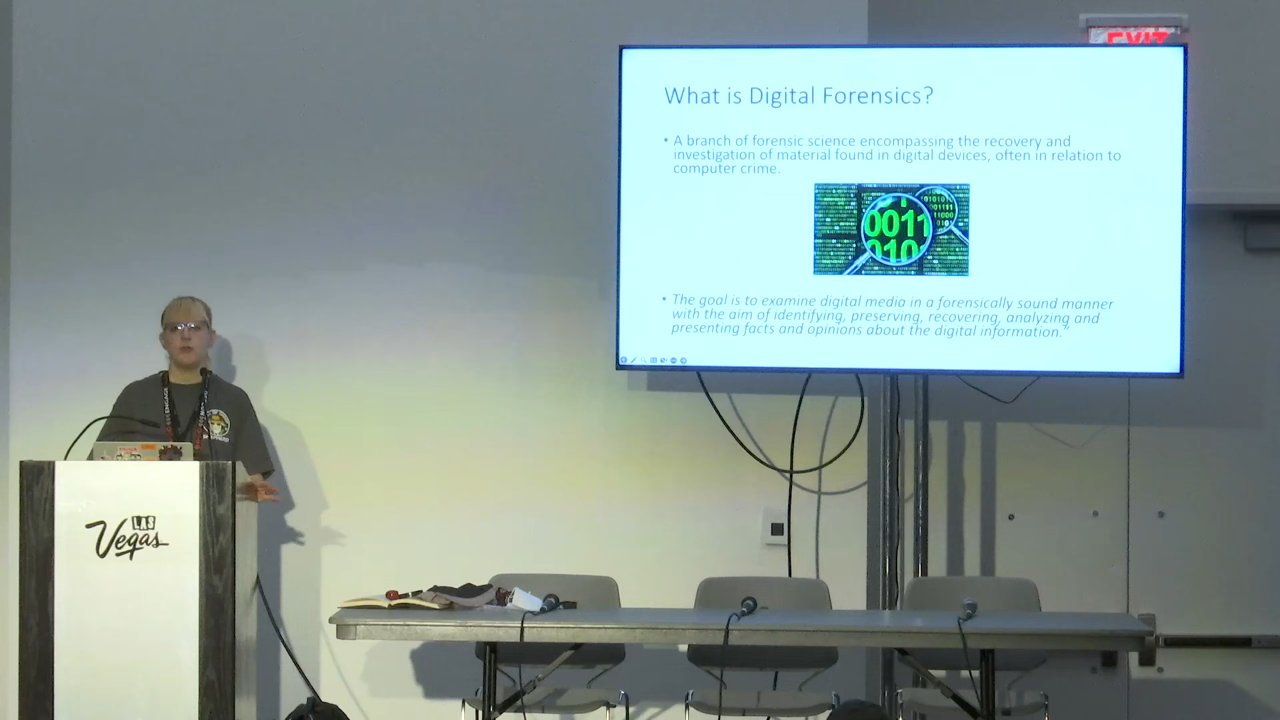 EXIT
What is Digital Forensics?
• A branch of forensic science encompassing the recovery and
investigation of material found in digital devices, often in relation to
computer crime.
0011
010
• The goal is to examine digital media in a forensically sound manner
with the aim of identifying, preserving, recovering, analyzing and
presenting facts and opinions about the digital information."
LAS
Vegas